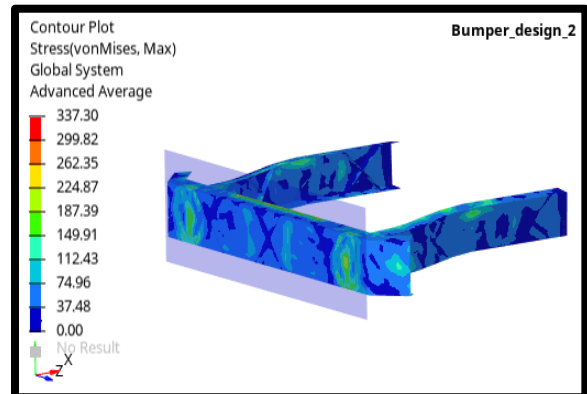 Contour Plot
Stress(vonMises, Max)
Global System
Advanced Average
Bumper_design_2
337.30
299.82
262.35
224.87
187.39
149.91
112.43
74.96
37.48
0.00
No Result
X
Z